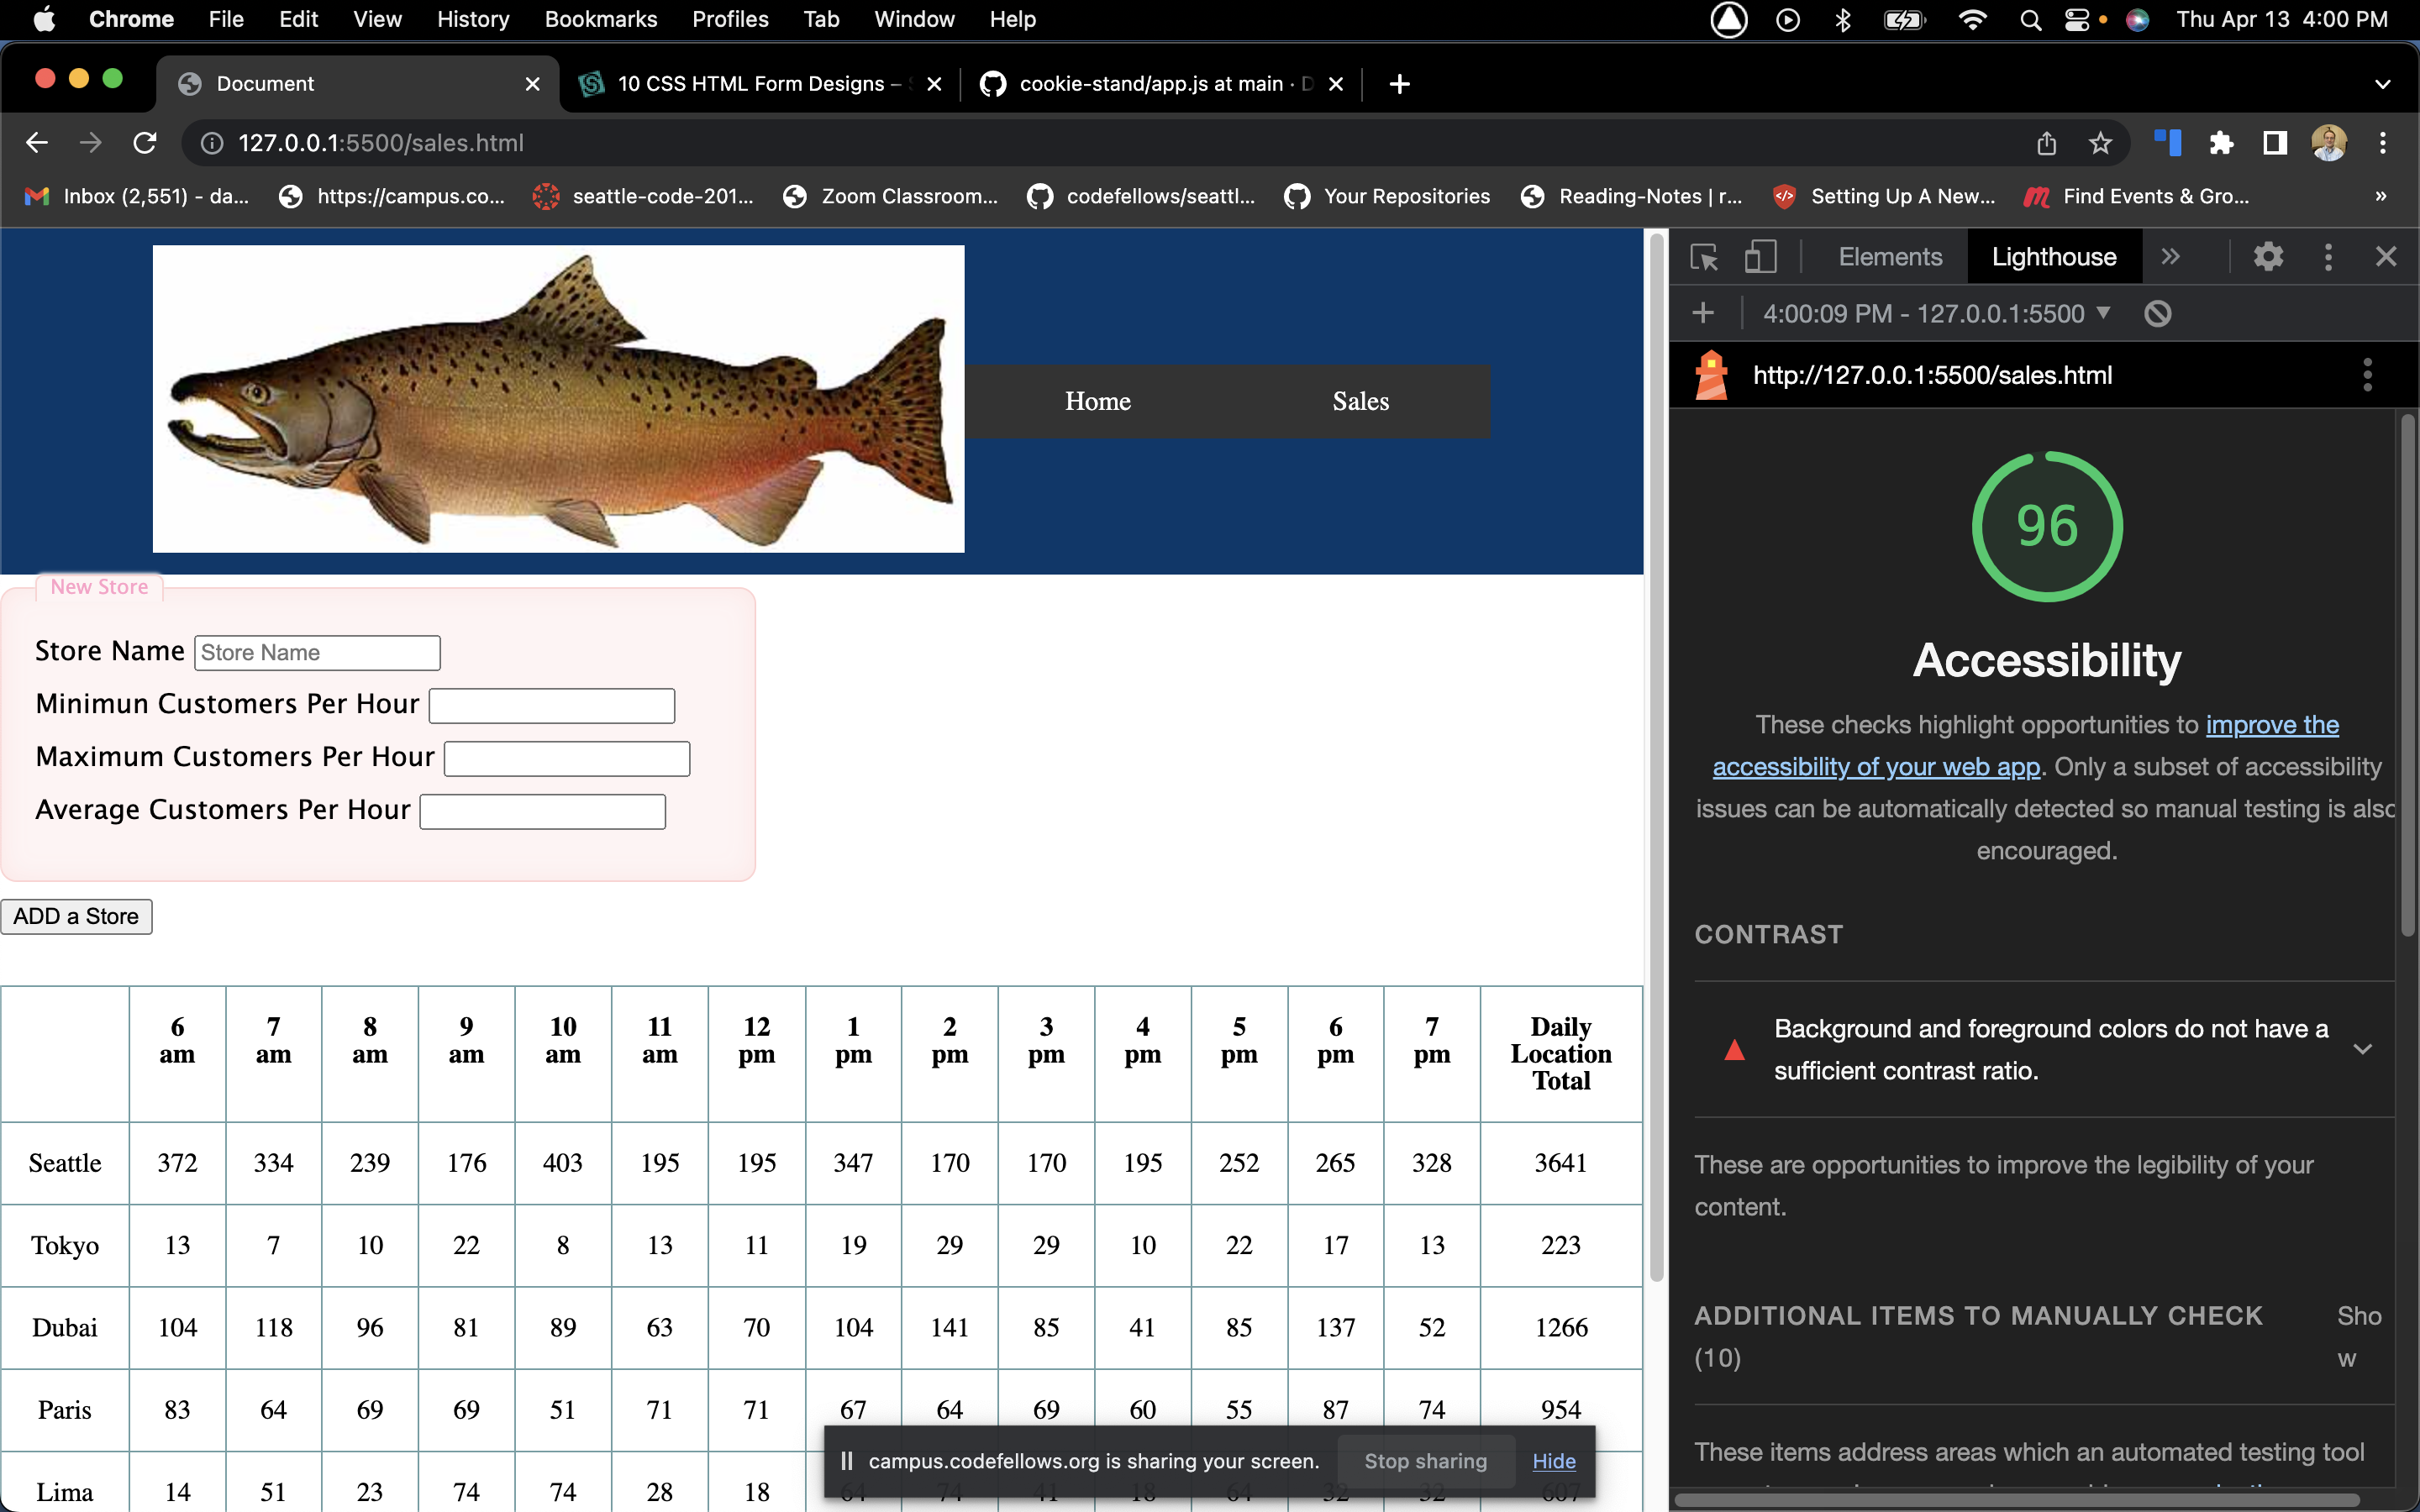 Chrome File Edit View History Bookmarks Profiles Tab Window Help Thu Apr 13 4:00 PM
Document 10 CSS HTML Form Designs – cookie-stand/app.js at main ·
127.0.0.1:5500/sales.html
Inbox (2,551) - da... https://campus.co... seattle-code-201... Zoom Classroom... codefellows/seattl... Your Repositories Reading-Notes | r... Setting Up A New... Find Events & Gro... »
Home Sales
New Store
Store Name Store Name
Minimun Customers Per Hour
Maximum Customers Per Hour
Average Customers Per Hour
ADD a Store
6 am 7 am 8 am 9 am 10 am 11 am 12 pm 1 pm 2 pm 3 pm 4 pm 5 pm 6 pm 7 pm Daily Location Total
Seattle 372 334 239 176 403 195 195 347 170 170 195 252 265 328 3641
Tokyo 13 7 10 22 8 13 11 19 29 29 10 22 17 13 223
Dubai 104 118 96 81 89 63 70 104 141 85 41 85 137 52 1266
Paris 83 64 69 69 51 71 71 67 64 69 60 55 87 74 954
Lima 14 51 23 74 74 28 18 64 74 41 18 64 32 32 607
campus.codefellows.org is sharing your screen. Stop sharing Hide
Elements Lighthouse »
4:00:09 PM - 127.0.0.1:5500
http://127.0.0.1:5500/sales.html
96
Accessibility
These checks highlight opportunities to improve the
accessibility of your web app. Only a subset of accessibility
issues can be automatically detected so manual testing is also
encouraged.
CONTRAST
Background and foreground colors do not have a
sufficient contrast ratio.
These are opportunities to improve the legibility of your
content.
ADDITIONAL ITEMS TO MANUALLY CHECK
(10)
Sho
w
These items address areas which an automated testing tool